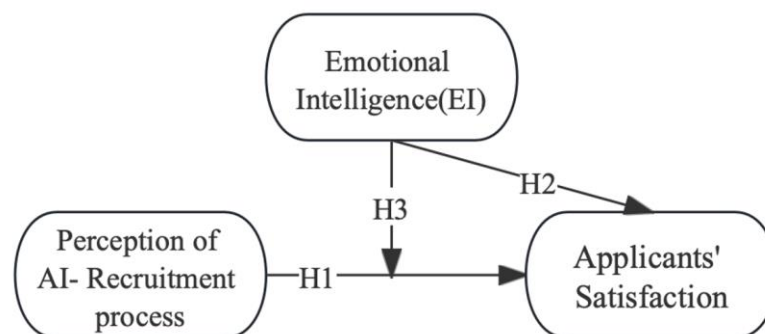 Emotional
Intelligence(EI)
H2
H3
Perception of
AI- Recruitment
process
H1
Applicants'
Satisfaction